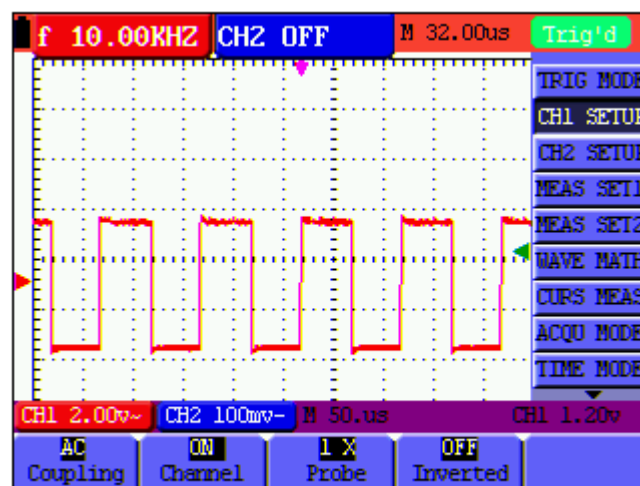 f 10.00KHZ CH2 OFF M 32.00us Trig'd
TRIG MODE
CH1 SETUP
CH2 SETUP
MEAS SET1
MEAS SET2
WAVE MATH
CURS MEAS
ACQU MODE
TIME MODE
CH1 2.00v~ CH2 100mv- M 50.us CH1 1.20v
AC ON 1 X OFF
Coupling Channel Probe Inverted